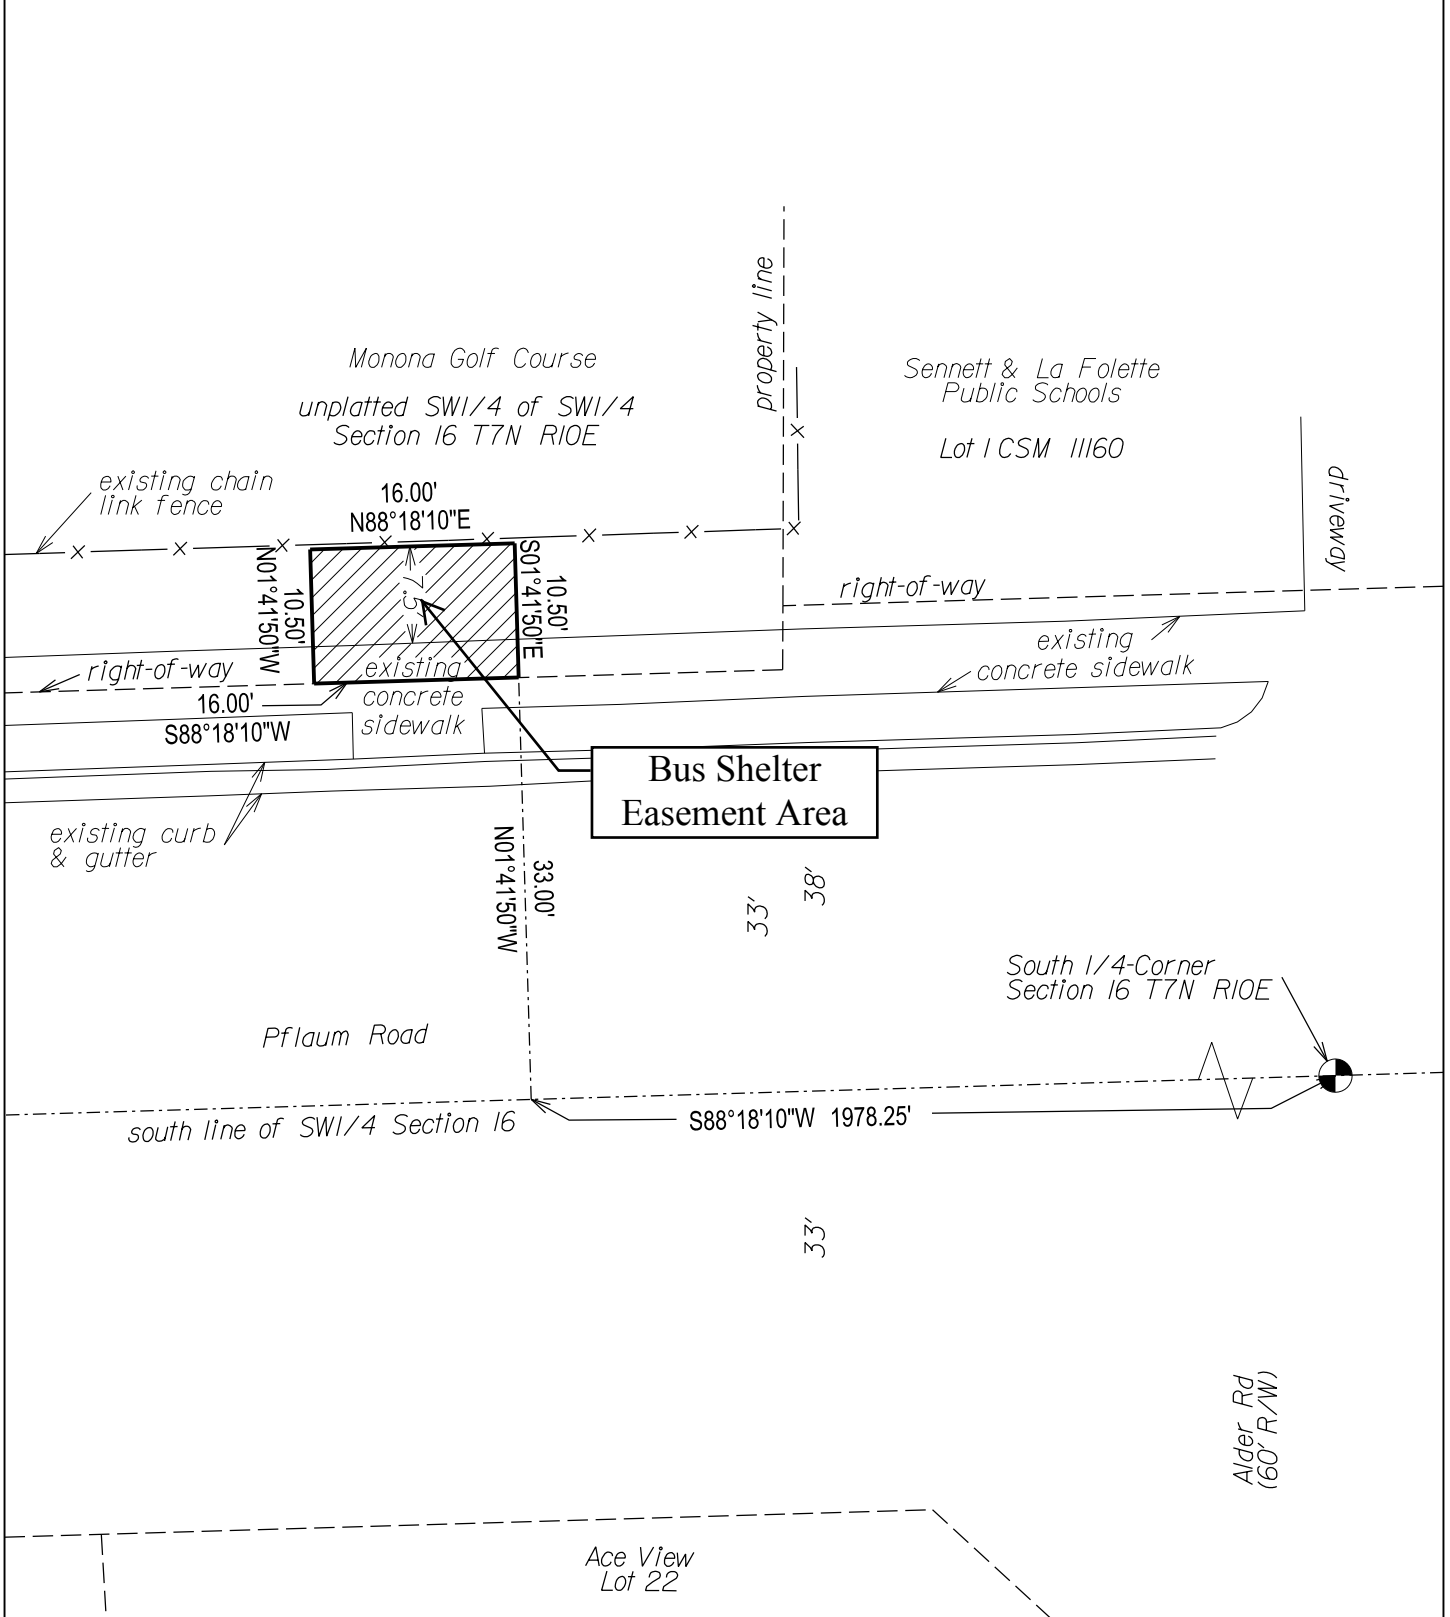 property line
Monona Golf Course
unplatted SW1/4 of SW1/4
Section 16 T7N R10E
Sennett & La Folette
Public Schools
Lot 1 CSM 11160
existing chain
link fence
16.00'
N88°18'10"E
driveway
N01°41'50"W
10.50'
7.5'
S01°41'50"E
10.50'
right-of-way
right-of-way
existing
concrete sidewalk
existing
concrete
sidewalk
16.00'
S88°18'10"W
Bus Shelter
Easement Area
existing curb
& gutter
N01°41'50"W
33.00'
33'
38'
South 1/4-Corner
Section 16 T7N R10E
Pflaum Road
S88°18'10"W 1978.25'
south line of SW1/4 Section 16
33'
Alder Rd
(60' R/W)
Ace View
Lot 22